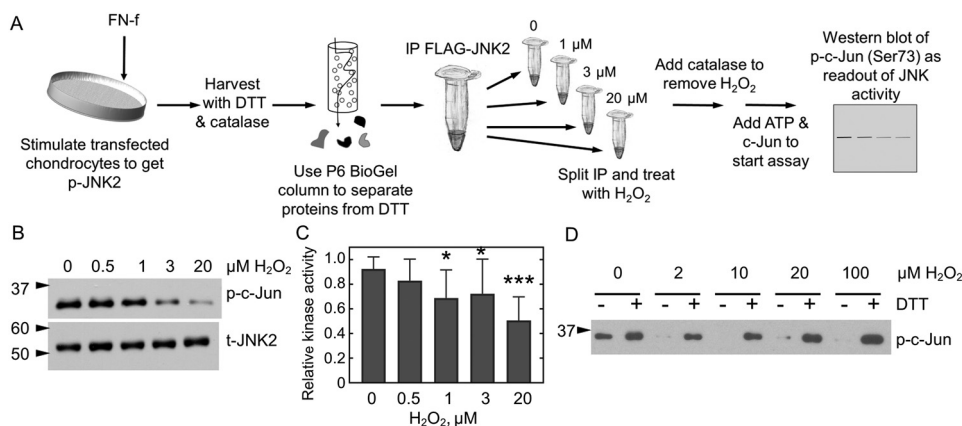 A
FN-f
Stimulate transfected
chondrocytes to get
p-JNK2
Harvest
with DTT
& catalase
Use P6 BioGel
column to separate
proteins from DTT
IP FLAG-JNK2
0
1 µM
3 µM
20 µM
Split IP and treat
with H₂O₂
Add catalase to
remove H₂O₂
Add ATP &
c-Jun to
start assay
Western blot of
p-c-Jun (Ser73) as
readout of JNK
activity
B
0 0.5 1 3 20 µM H₂O₂
37
p-c-Jun
60
t-JNK2
50
C
Relative kinase activity
1.0
0.8
0.6
0.4
0.2
0
* * ***
0 0.5 1 3 20
H₂O₂, µM
D
0 2 10 20 100 µM H₂O₂
- + - + - + - + - + DTT
37
p-c-Jun